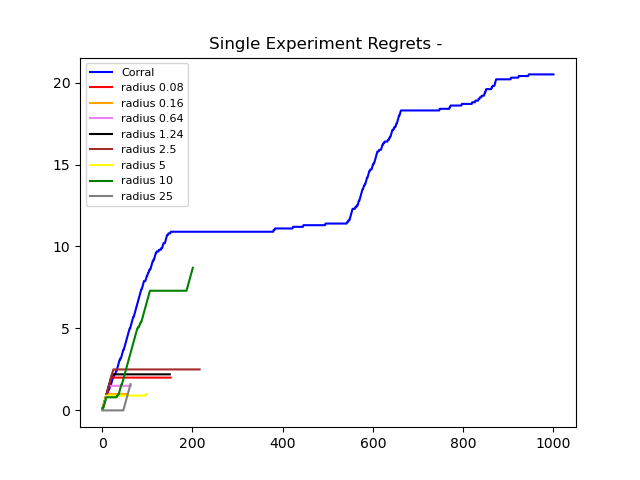 Single Experiment Regrets -
Corral
radius 0.08
radius 0.16
radius 0.64
radius 1.24
radius 2.5
radius 5
radius 10
radius 25
20
15
10
5
0
0 200 400 600 800 1000